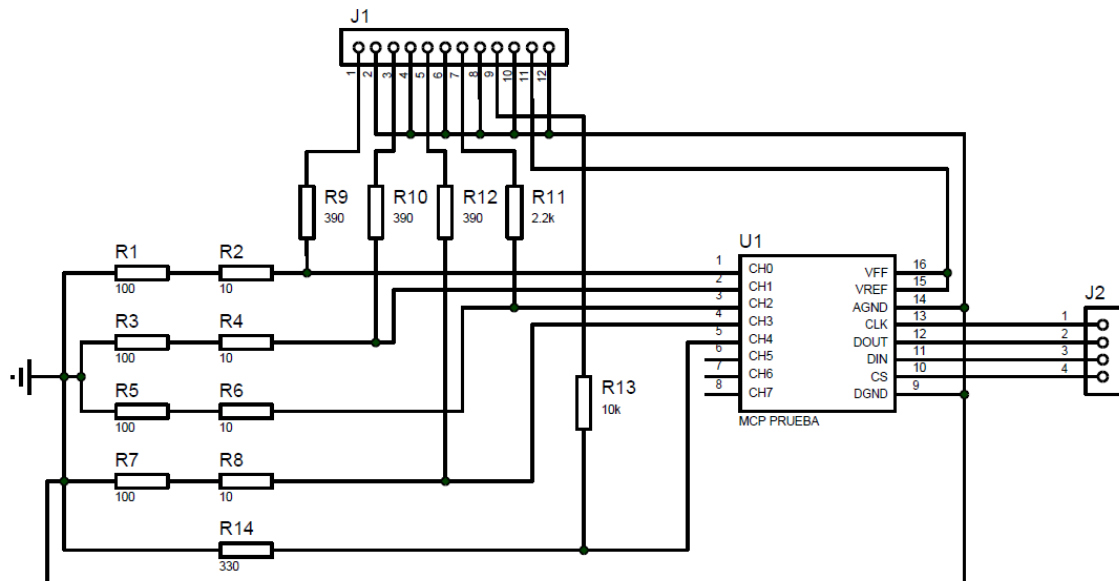 J1
1 2 3 4 5 6 7 8 9 10 11 12
R9 R10 R12 R11
390 390 390 2.2k
R1 R2
100 10
R3 R4
100 10
R5 R6
100 10
R7 R8
100 10
R14
330
R13
10k
U1
1 CH0 VFF 16
2 CH1 VREF 15
3 CH2 AGND 14
4 CH3 CLK 13
5 CH4 DOUT 12
6 CH5 DIN 11
7 CH6 CS 10
8 CH7 DGND 9
MCP PRUEBA
J2
1
2
3
4